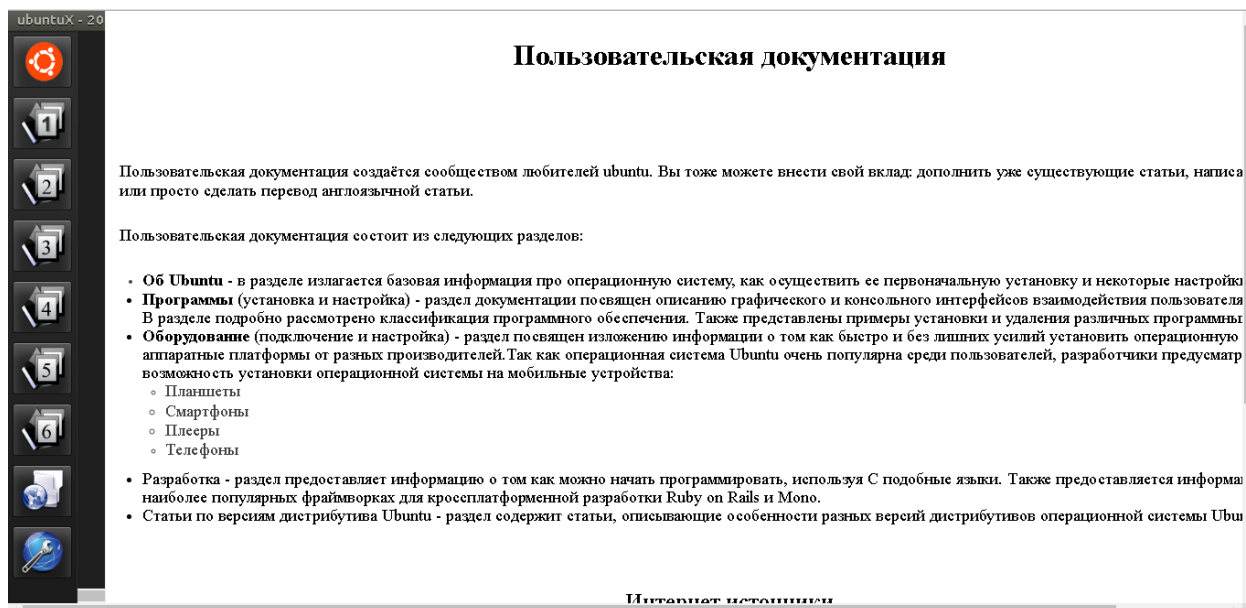 ubuntuX - 20
Пользовательская документация
1
Пользовательская документация создаётся сообществом любителей ubuntu. Вы тоже можете внести свой вклад: дополнить уже существующие статьи, написа
2
или просто сделать перевод англоязычной статьи.
3
Пользовательская документация состоит из следующих разделов:
Об Ubuntu - в разделе излагается базовая информация про операционную систему, как осуществить ее первоначальную установку и некоторые настройки
4
Программы (установка и настройка) - раздел документации посвящен описанию графического и консольного интерфейсов взаимодействия пользователя
В разделе подробно рассмотрено классификация программного обеспечения. Также представлены примеры установки и удаления различных программны
Оборудование (подключение и настройка) - раздел посвящен изложению информации о том как быстро и без лишних усилий установить операционную
аппаратные платформы от разных производителей.Так как операционная система Ubuntu очень популярна среди пользователей, разработчики предусматр
5
возможность установки операционной системы на мобильные устройства:
Планшеты
Смартфоны
6
Плееры
Телефоны
Разработка - раздел предоставляет информацию о том как можно начать программировать, используя C подобные языки. Также предоставляется информа
наиболее популярных фраймворках для кроссплатформенной разработки Ruby on Rails и Mono.
Статьи по версиям дистрибутива Ubuntu - раздел содержит статьи, описывающие особенности разных версий дистрибутивов операционной системы Ubu
Интернет источники